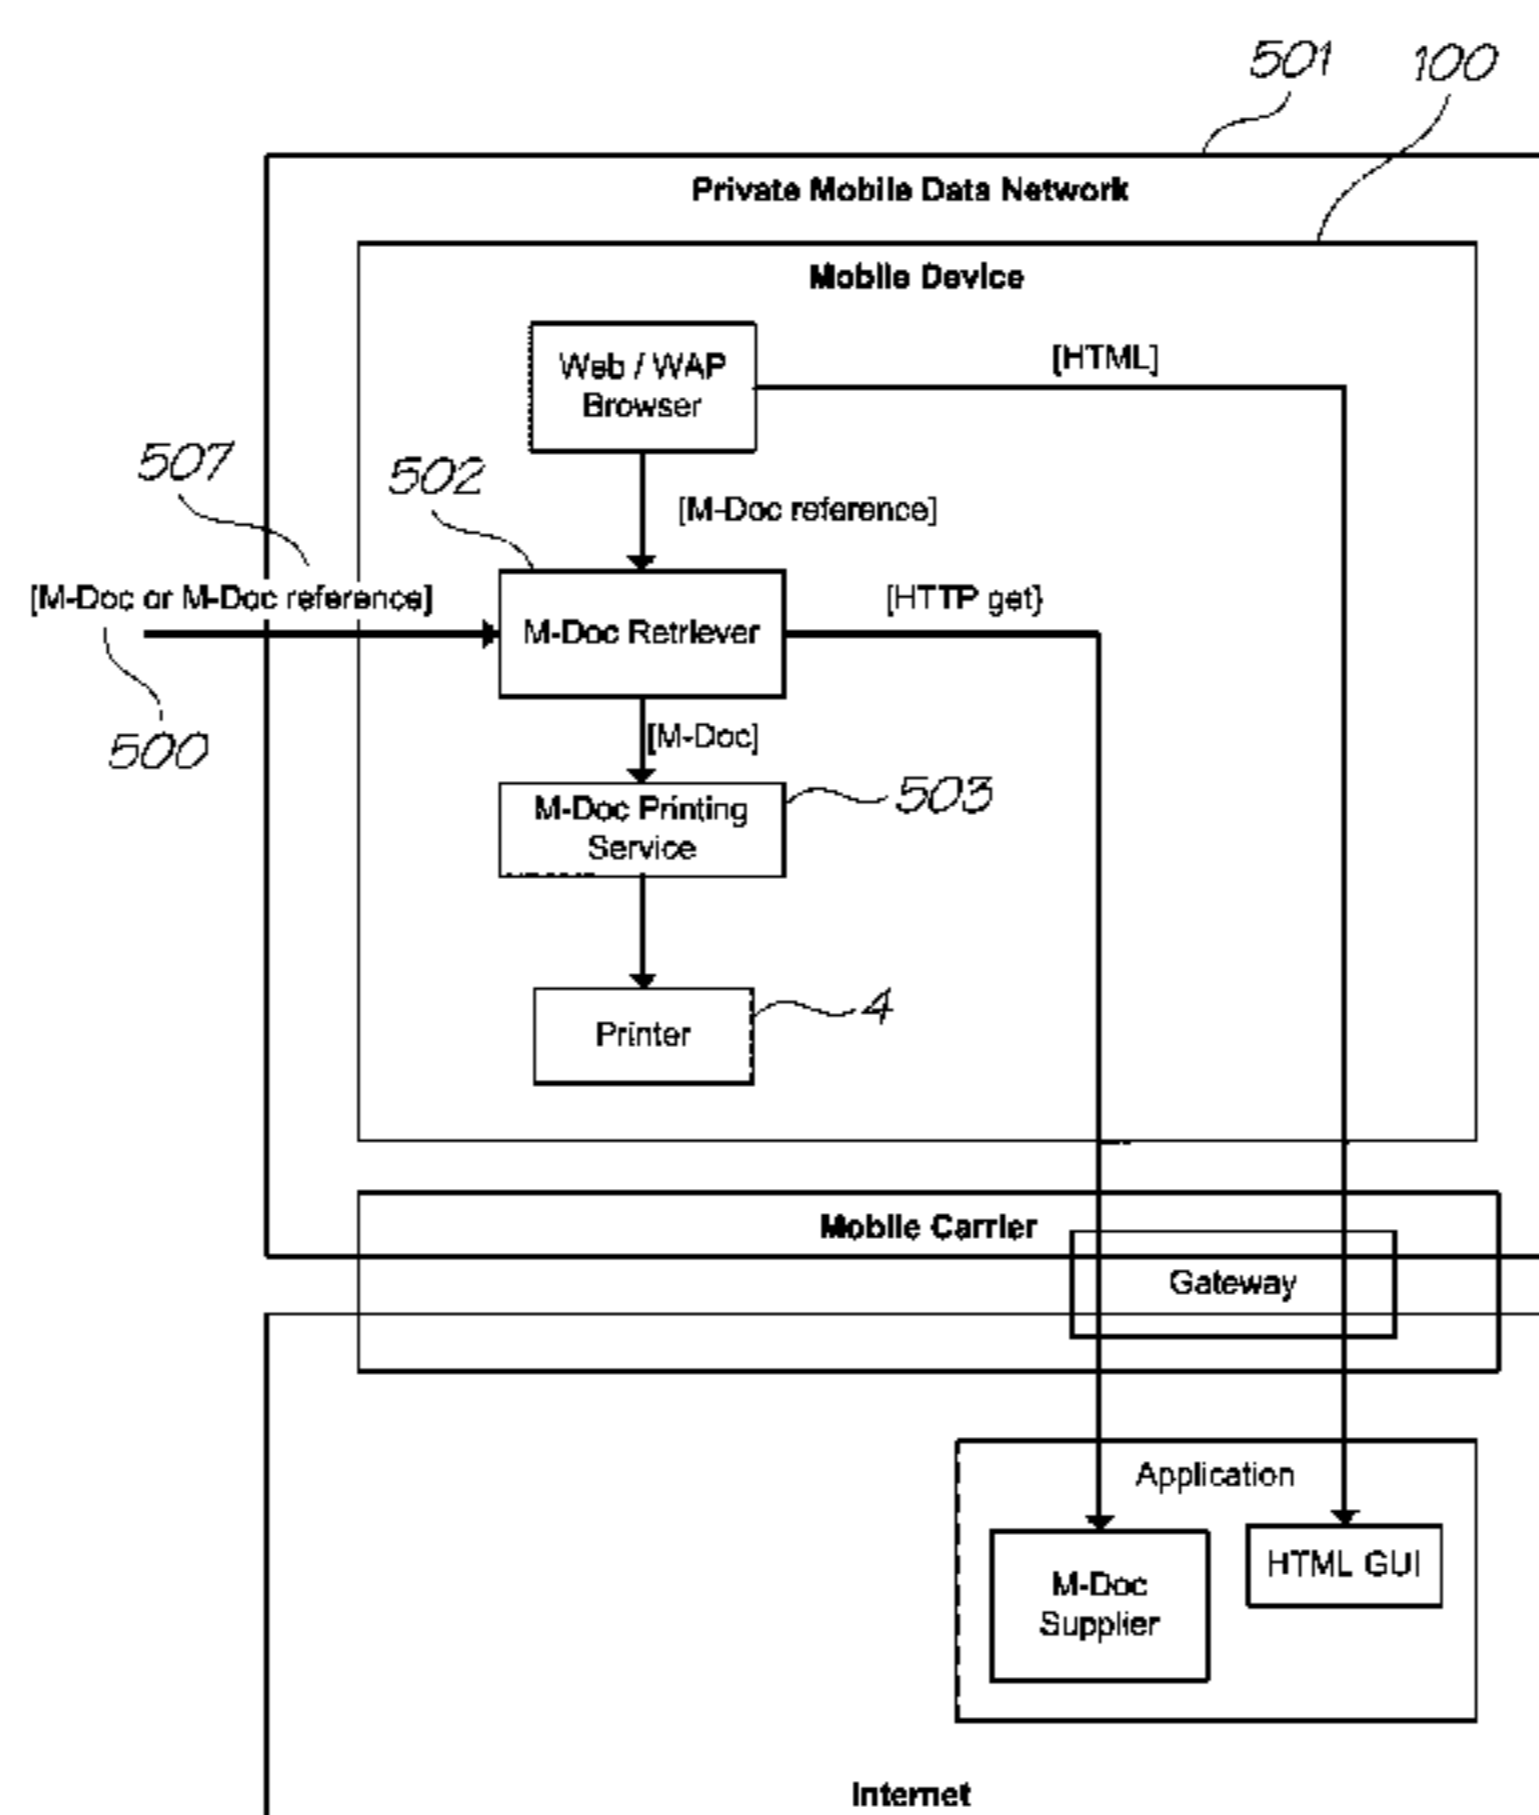 501
100
Private Mobile Data Network
Mobile Device
Web / WAP
Browser
[HTML]
507
502
[M-Doc reference]
[M-Doc or M-Doc reference]
[HTTP get}
M-Doc Retriever
500
[M-Doc]
503
M-Doc Printing
Service
4
Printer
Mobile Carrier
Gateway
Application
M-Doc
Supplier
HTML GUI
Internet